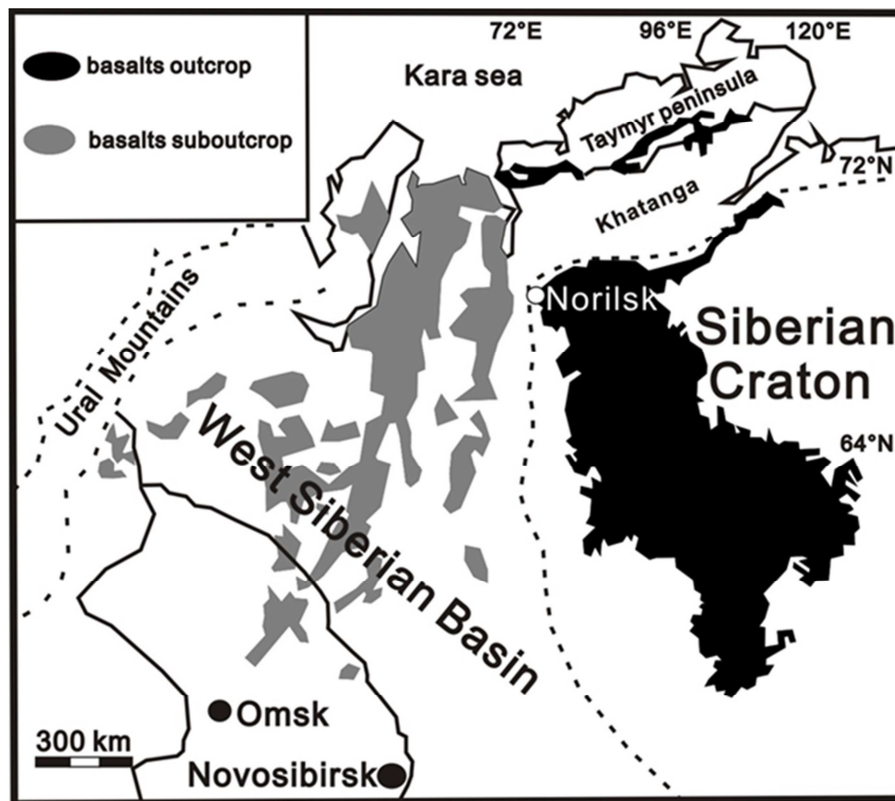 72°E 96°E 120°E
basalts outcrop
Kara sea
Taymyr peninsula
basalts suboutcrop
72°N
Khatanga
Norilsk
Siberian
Craton
Ural Mountains
64°N
West Siberian Basin
Omsk
300 km
Novosibirsk